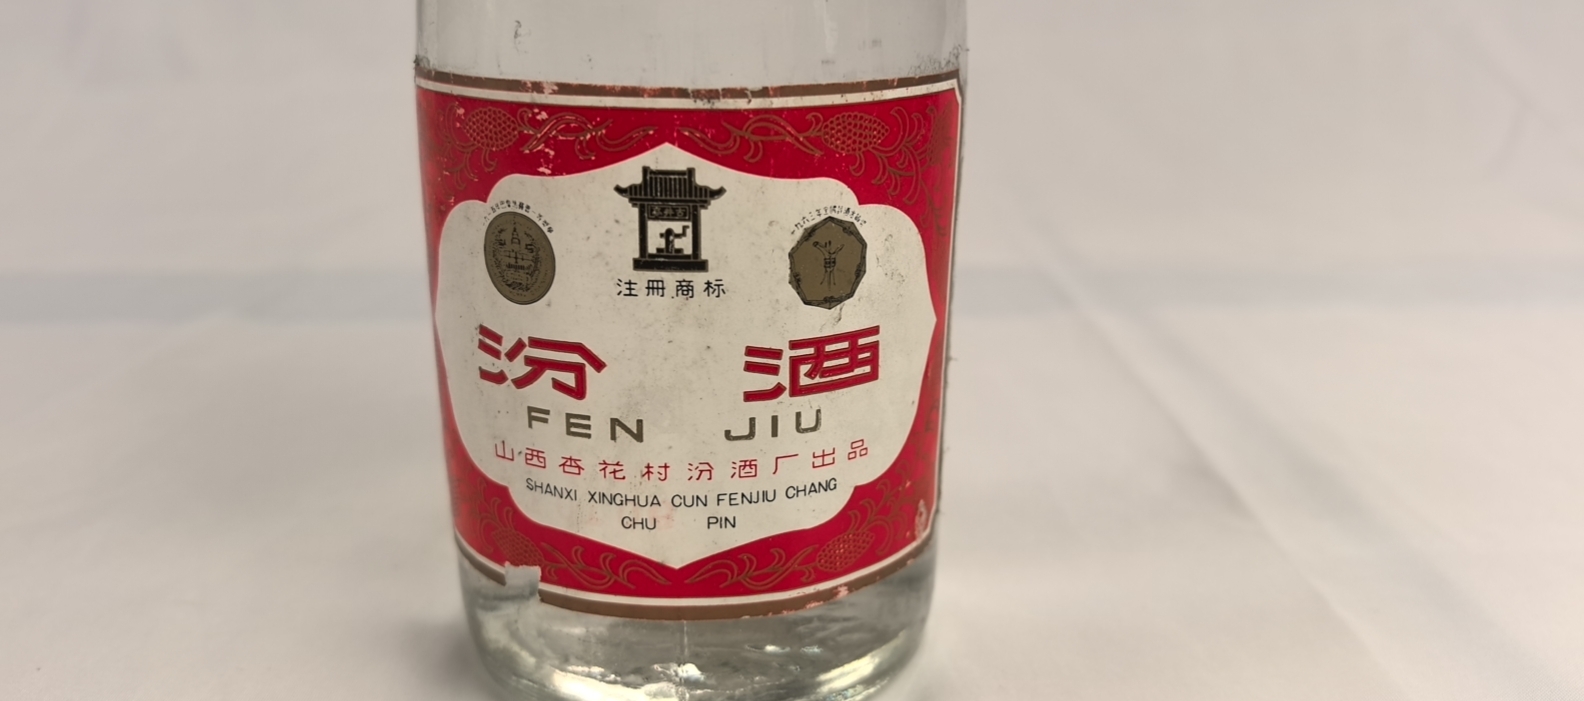 注冊商标
汾酒
FEN JIU
山西杏花村汾酒厂出品
SHANXI XINGHUA CUN FENJIU CHANG
CHU PIN